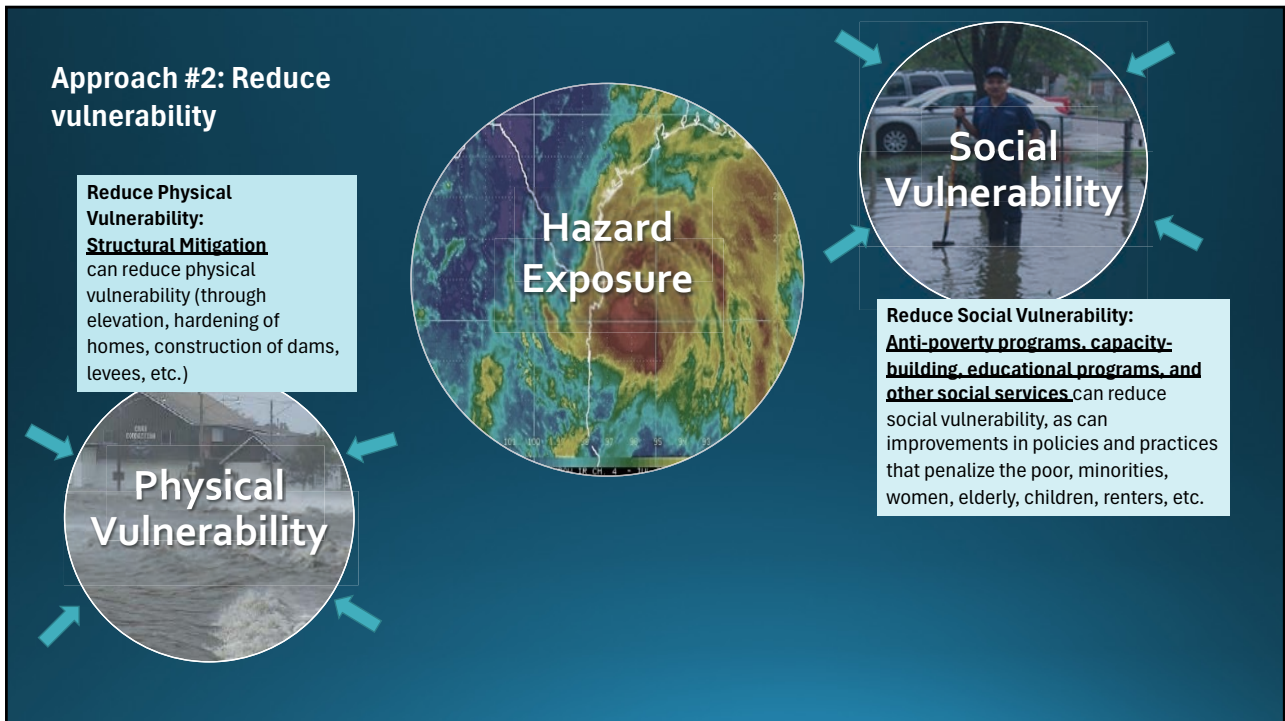 Approach #2: Reduce
vulnerability
Reduce Physical
Vulnerability:
Structural Mitigation
can reduce physical
vulnerability (through
elevation, hardening of
homes, construction of dams,
levees, etc.)
Physical
Vulnerability
Hazard
Exposure
Social
Vulnerability
Reduce Social Vulnerability:
Anti-poverty programs, capacity-
building, educational programs, and
other social services can reduce
social vulnerability, as can
improvements in policies and practices
that penalize the poor, minorities,
women, elderly, children, renters, etc.